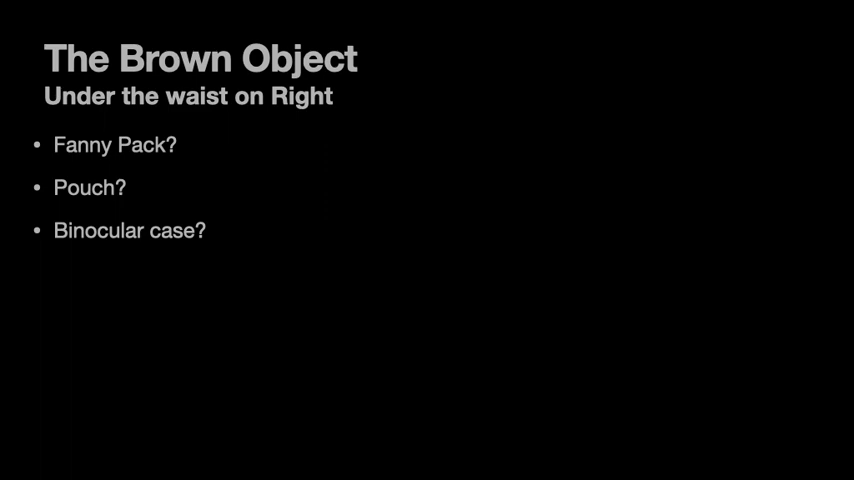 The Brown Object
Under the waist on Right
• Fanny Pack?
• Pouch?
• Binocular case?